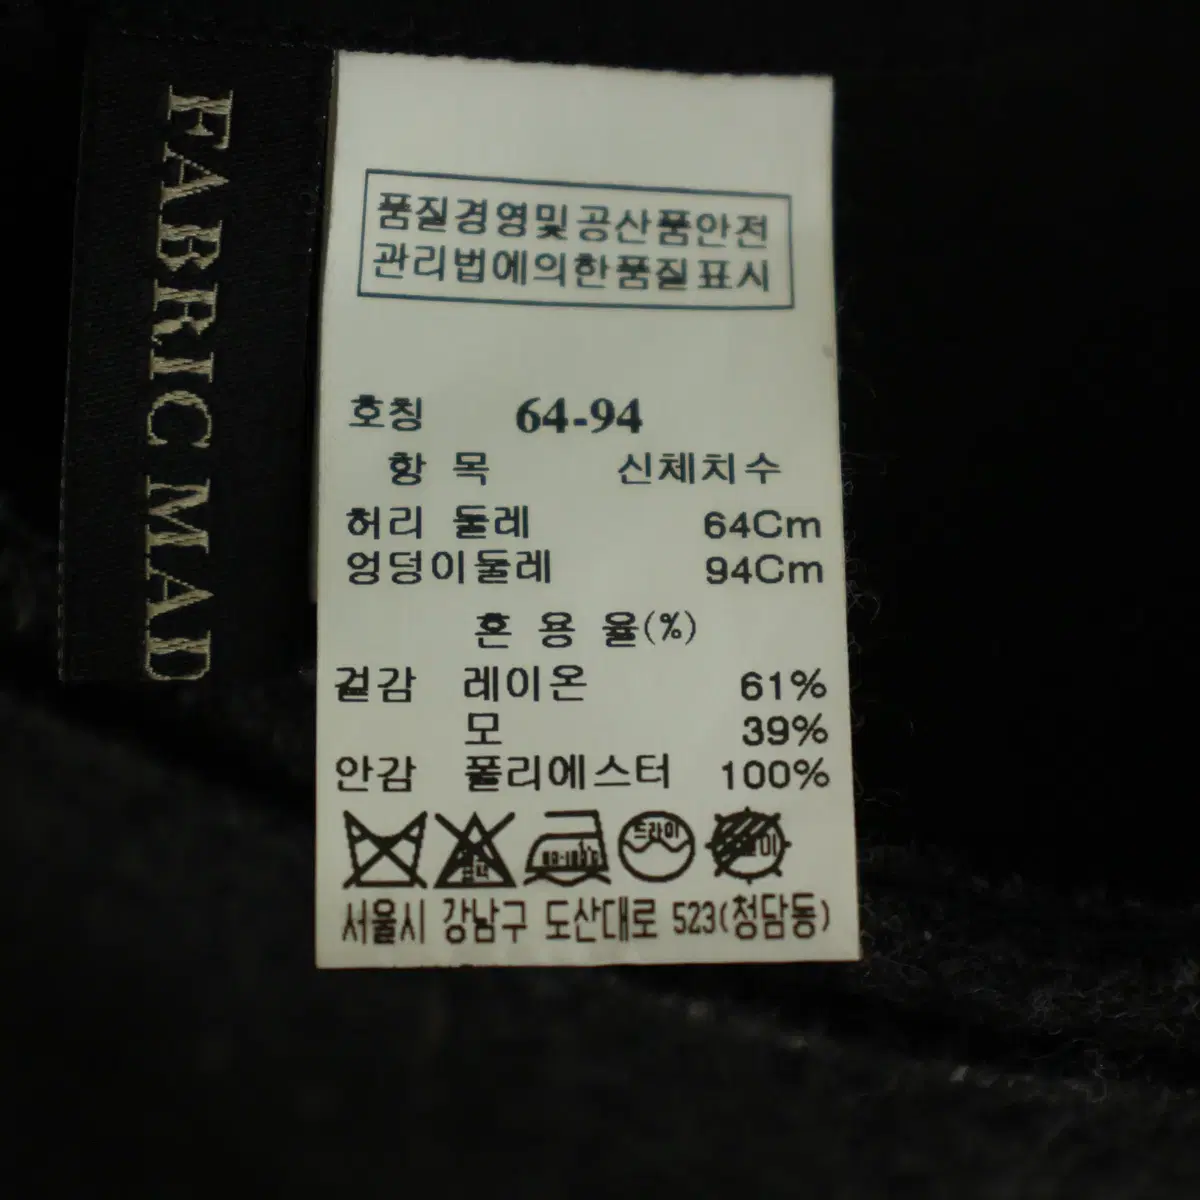 FABRIC MAD
품질경영및공산품안전
관리법에의한품질표시
호칭 64-94
항 목 신체치수
허리 둘레 64Cm
엉덩이둘레 94Cm
혼 용 율(%)
겉감 레이온 61%
모 39%
안감 폴리에스터 100%
드라이
서울시 강남구 도산대로 523(청담동)